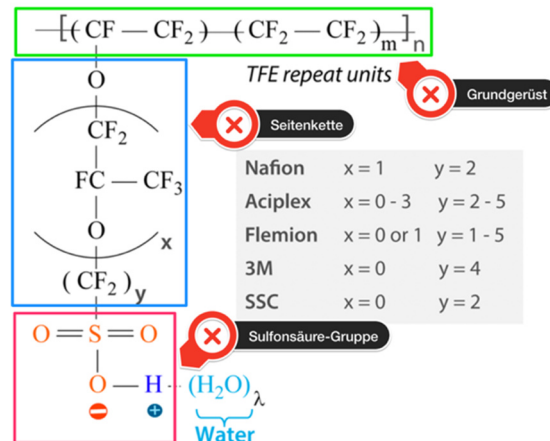 —[(CF — CF₂)—(CF₂ — CF₂)ₘ]ₙ
O
TFE repeat units
Grundgerüst
Seitenkette
CF₂
FC — CF₃
O
x
(CF₂)y
Nafion x = 1 y = 2
Aciplex x = 0 - 3 y = 2 - 5
Flemion x = 0 or 1 y = 1 - 5
3M x = 0 y = 4
SSC x = 0 y = 2
O = S = O
Sulfonsäure-Gruppe
O — H ··· (H₂O)λ
− +
Water